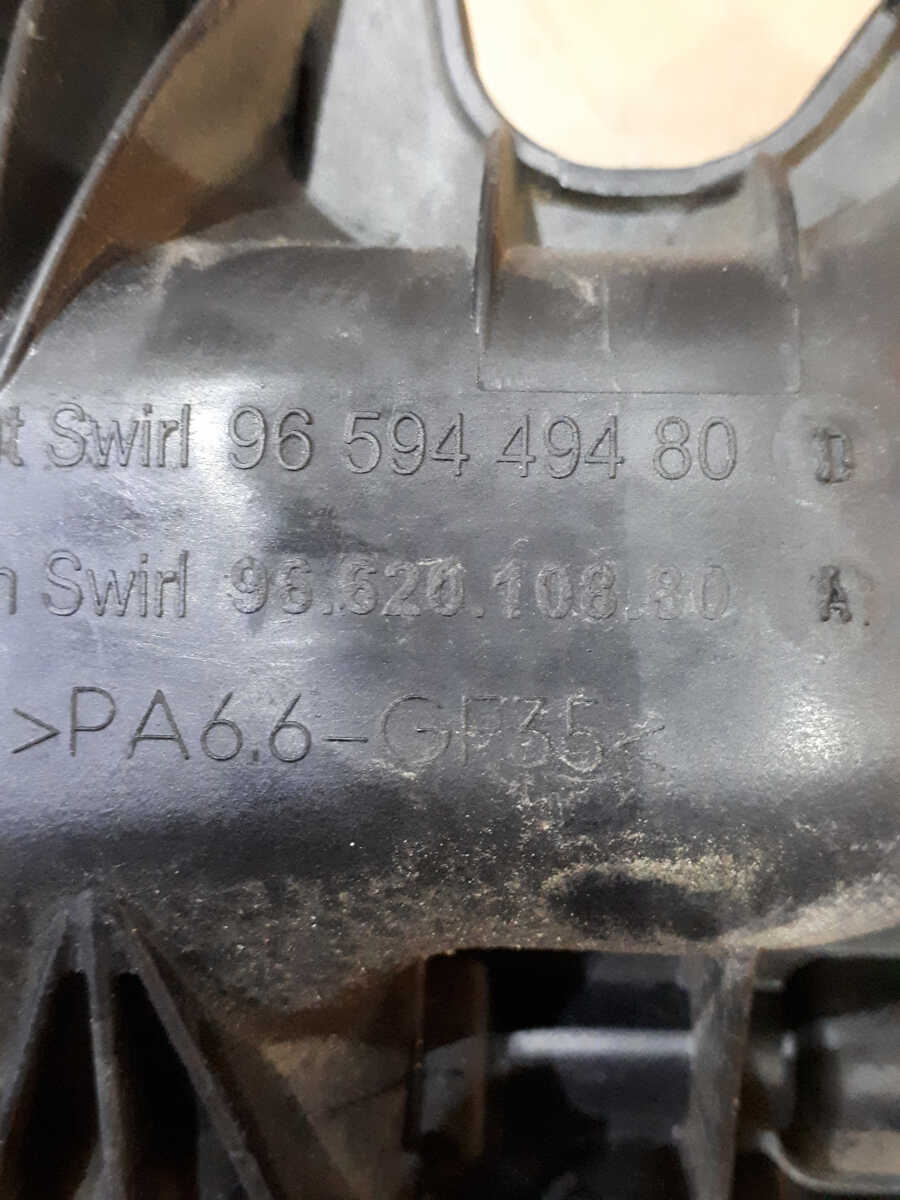 t Swirl 96 594 494 80 D
n Swirl 96.620.108.80 A
>PA6.6-GF35<